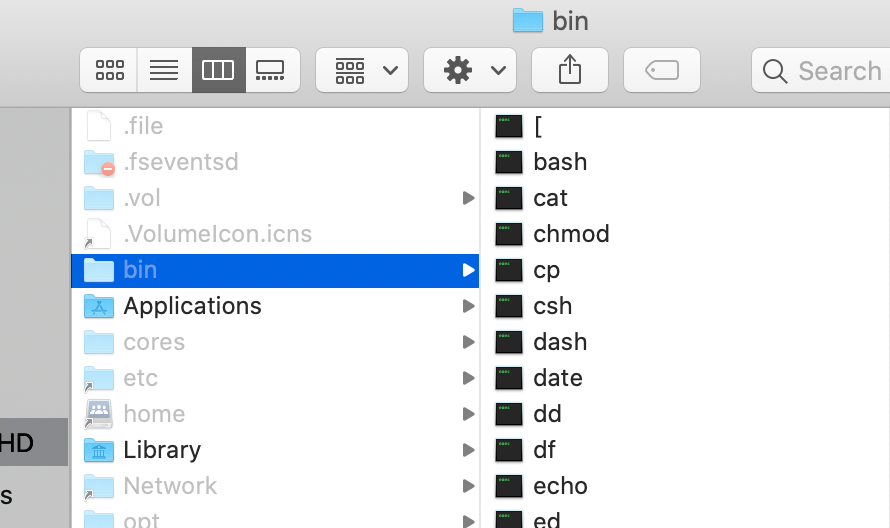 bin
Search
.file
.fseventsd
.vol
.VolumeIcon.icns
bin
Applications
cores
etc
home
Library
Network
opt
[
bash
cat
chmod
cp
csh
dash
date
dd
df
echo
ed
HD
s